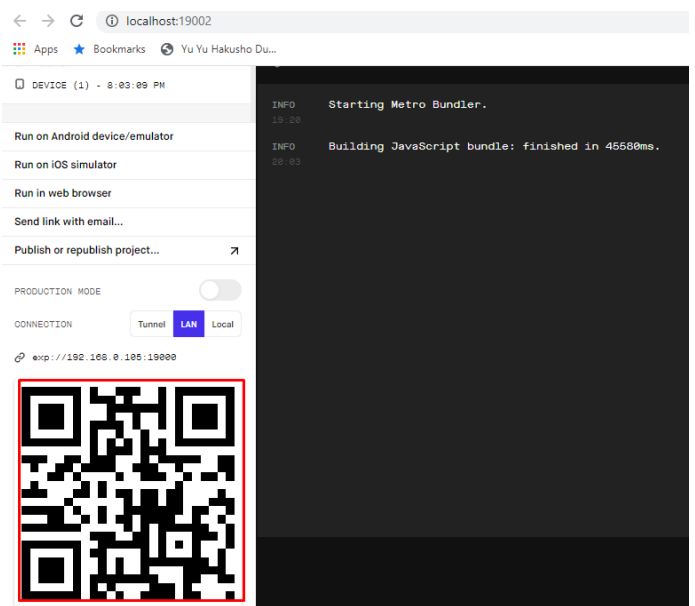 localhost:19002
Apps Bookmarks Yu Yu Hakusho Du...
DEVICE (1) - 8:03:09 PM
Run on Android device/emulator
Run on iOS simulator
Run in web browser
Send link with email...
Publish or republish project...
PRODUCTION MODE
CONNECTION Tunnel LAN Local
exp://192.168.0.105:19000
INFO Starting Metro Bundler.
19:20
INFO Building JavaScript bundle: finished in 45580ms.
20:03